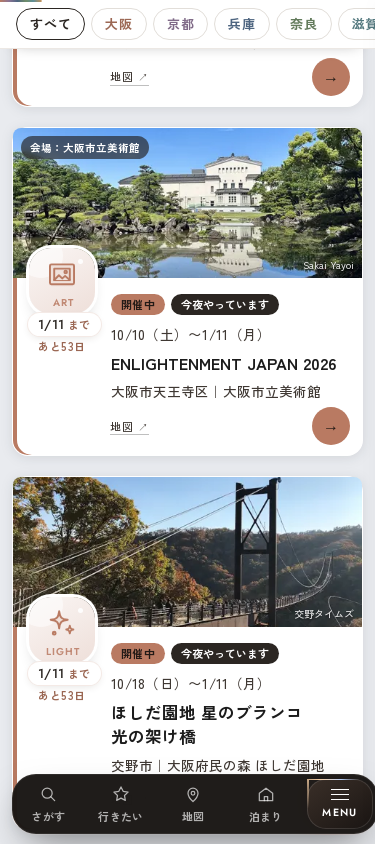 すべて
大阪
京都
兵庫
奈良
滋賀
地図 ↗
→
会場：大阪市立美術館
Sakai Yayoi
ART
1/11 まで
あと53日
開催中
今夜やっています
10/10（土）〜1/11（月）
ENLIGHTENMENT JAPAN 2026
大阪市天王寺区｜大阪市立美術館
地図 ↗
→
交野タイムズ
LIGHT
1/11 まで
あと53日
開催中
今夜やっています
10/18（日）〜1/11（月）
ほしだ園地 星のブランコ
光の架け橋
交野市｜大阪府民の森 ほしだ園地
さがす
行きたい
地図
泊まり
MENU